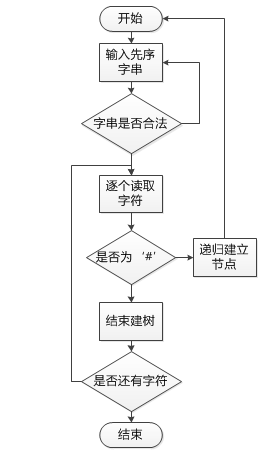 开始
输入先序
字串
字串是否合法
逐个读取
字符
是否为 ‘#’
递归建立
节点
结束建树
是否还有字符
结束